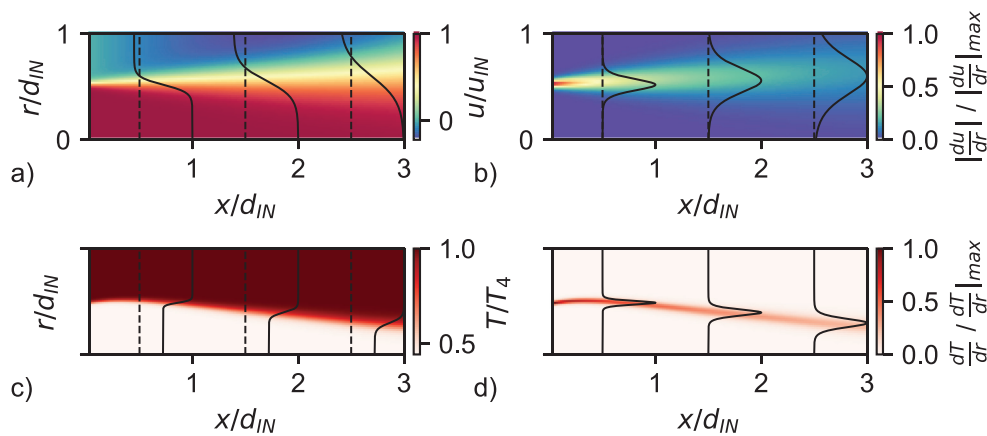 1
0
r/d_IN
a)
1 2 3
x/d_IN
1
0
u/u_IN
1
0
b)
1 2 3
x/d_IN
1.0
0.5
0.0
|du/dr| / |du/dr|_max
r/d_IN
c)
1 2 3
x/d_IN
1.0
0.5
T/T_4
d)
1 2 3
x/d_IN
1.0
0.5
0.0
dT/dr / dT/dr|_max